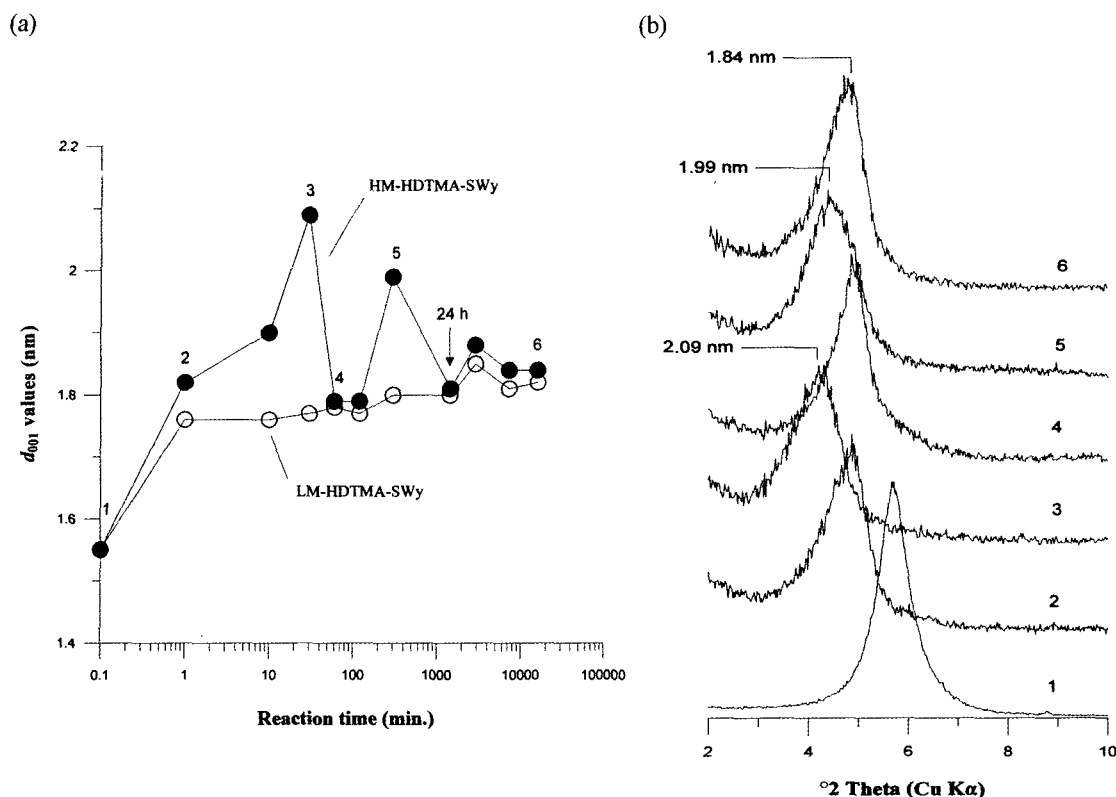 (a)
2.2
2
1.8
1.6
1.4
d001 values (nm)
1
2
3
4
5
6
24 h
HM-HDTMA-SWy
LM-HDTMA-SWy
0.1
1
10
100
1000
10000
100000
Reaction time (min.)
(b)
1.84 nm
1.99 nm
2.09 nm
6
5
4
3
2
1
2
4
6
8
10
°2 Theta (Cu Kα)